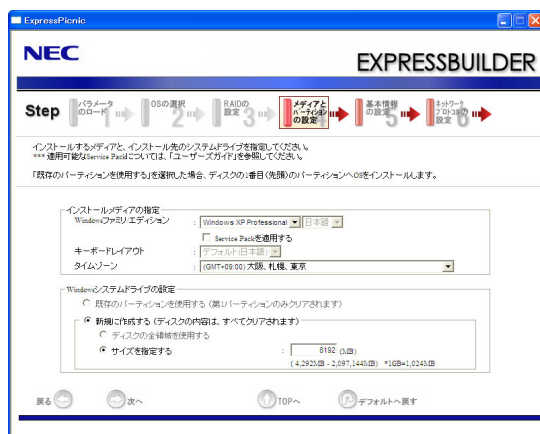 ExpressPicnic
NEC
EXPRESSBUILDER
Step パラメータのロード 1 OSの選択 2 RAIDの設定 3 メディアとパーティションの設定 4 基本情報の設定 5 ネットワークプロトコルの設定 6
インストールするメディアと、インストール先のシステムドライブを指定してください。
*** 適用可能なService Packについては、「ユーザーズガイド」を参照してください。
「既存のパーティションを使用する」を選択した場合、ディスクの1番目(先頭)のパーティションへOSをインストールします。
インストールメディアの指定
Windowsファミリ/エディション : Windows XP Professional 日本語
Service Packを適用する
キーボードレイアウト : デフォルト(日本語)
タイムゾーン : (GMT+09:00)大阪、札幌、東京
Windowsシステムドライブの設定
既存のパーティションを使用する (第1パーティションのみクリアされます)
新規に作成する (ディスクの内容は、すべてクリアされます)
ディスクの全領域を使用する
サイズを指定する : 8192 (MB)
( 4,292MB - 2,097,144MB) *1GB=1,024MB
戻る 次へ TOPへ デフォルトへ戻す